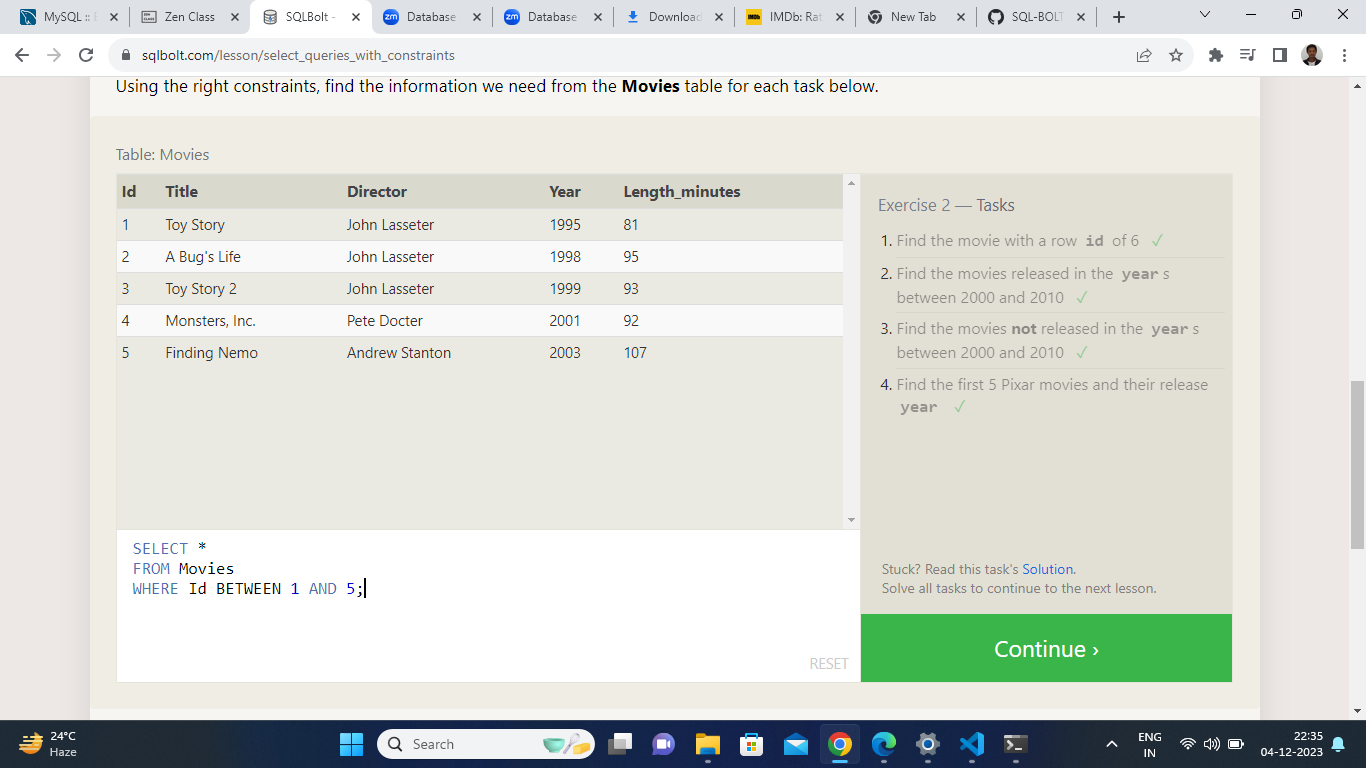 MySQL :: E
Zen Class
SQLBolt -
Database
Database
Download
IMDb: Rat
New Tab
SQL-BOLT
sqlbolt.com/lesson/select_queries_with_constraints
Using the right constraints, find the information we need from the Movies table for each task below.
Table: Movies
Id Title Director Year Length_minutes
1 Toy Story John Lasseter 1995 81
2 A Bug's Life John Lasseter 1998 95
3 Toy Story 2 John Lasseter 1999 93
4 Monsters, Inc. Pete Docter 2001 92
5 Finding Nemo Andrew Stanton 2003 107
SELECT *
FROM Movies
WHERE Id BETWEEN 1 AND 5;
RESET
Exercise 2 — Tasks
1. Find the movie with a row id of 6 ✓
2. Find the movies released in the year s
between 2000 and 2010 ✓
3. Find the movies not released in the year s
between 2000 and 2010 ✓
4. Find the first 5 Pixar movies and their release
year ✓
Stuck? Read this task's Solution.
Solve all tasks to continue to the next lesson.
Continue ›
24°C
Haze
Search
ENG
IN
22:35
04-12-2023